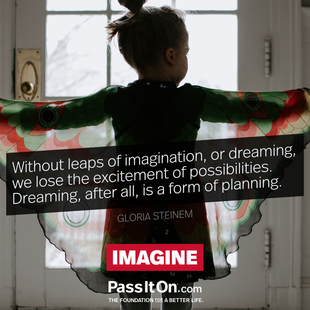 Without leaps of imagination, or dreaming,
we lose the excitement of possibilities.
Dreaming, after all, is a form of planning.
GLORIA STEINEM
IMAGINE
PassItOn.com
THE FOUNDATION FOR A BETTER LIFE.